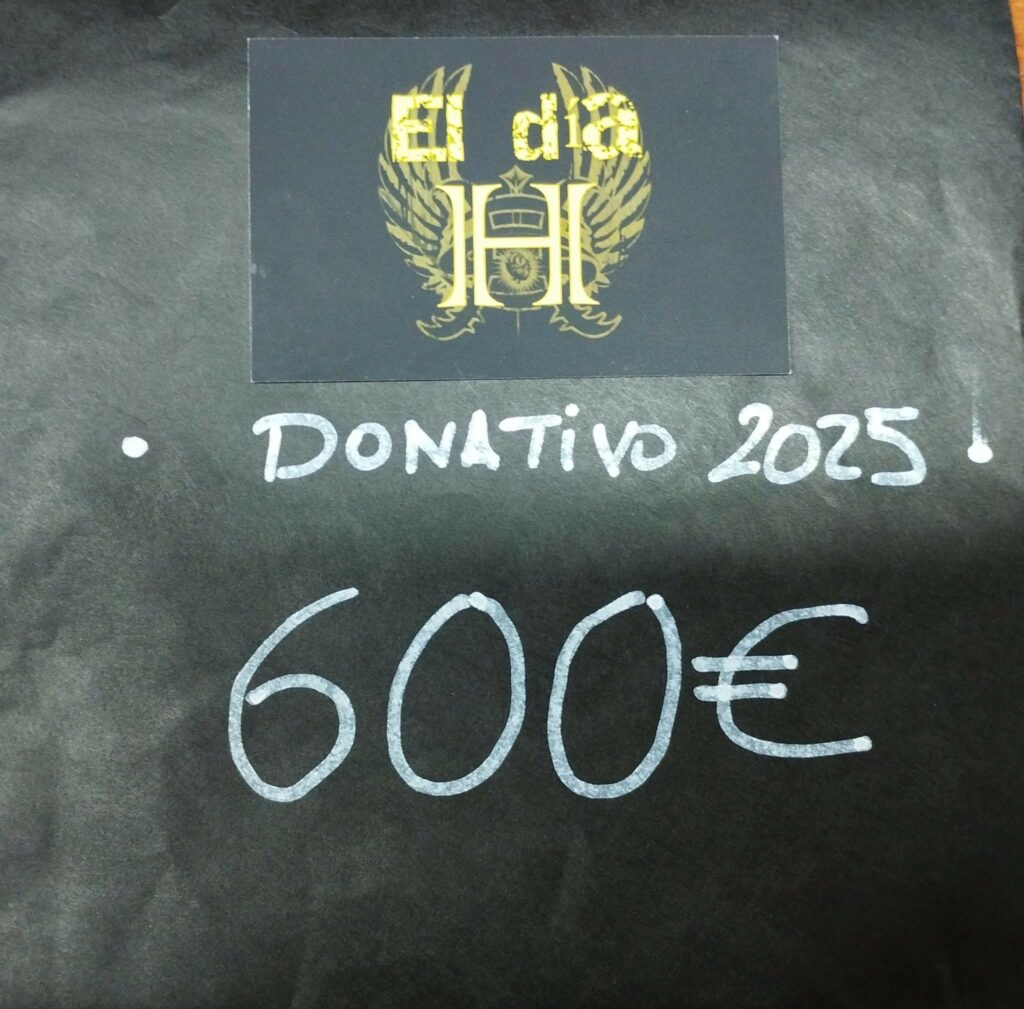 El día
H
• DONATIVO 2025 •
600€